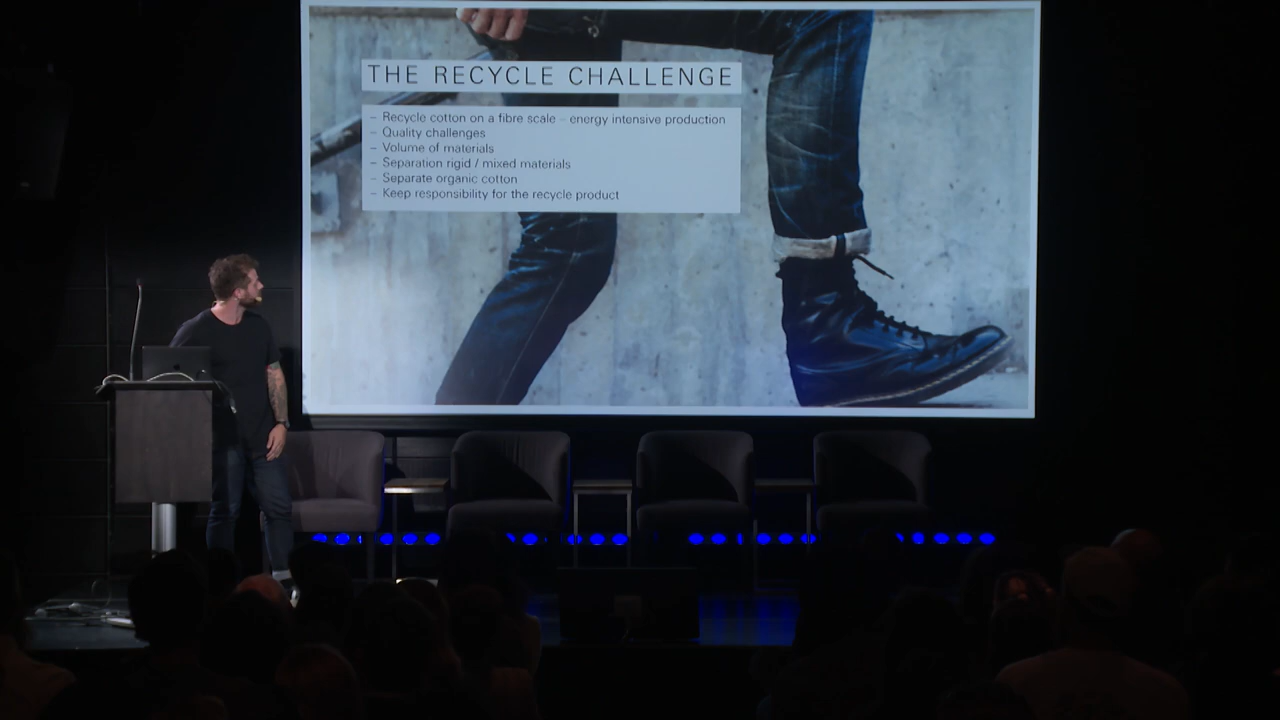 THE RECYCLE CHALLENGE
– Recycle cotton on a fibre scale – energy intensive production
– Quality challenges
– Volume of materials
– Separation rigid / mixed materials
– Separate organic cotton
– Keep responsibility for the recycle product